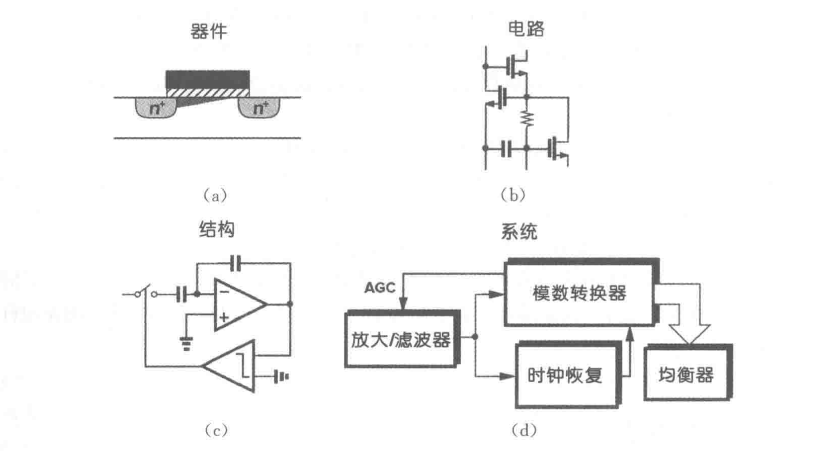 器件
电路
n⁺
n⁺
(a)
(b)
结构
系统
−
+
(c)
AGC
模数转换器
放大/滤波器
时钟恢复
均衡器
(d)